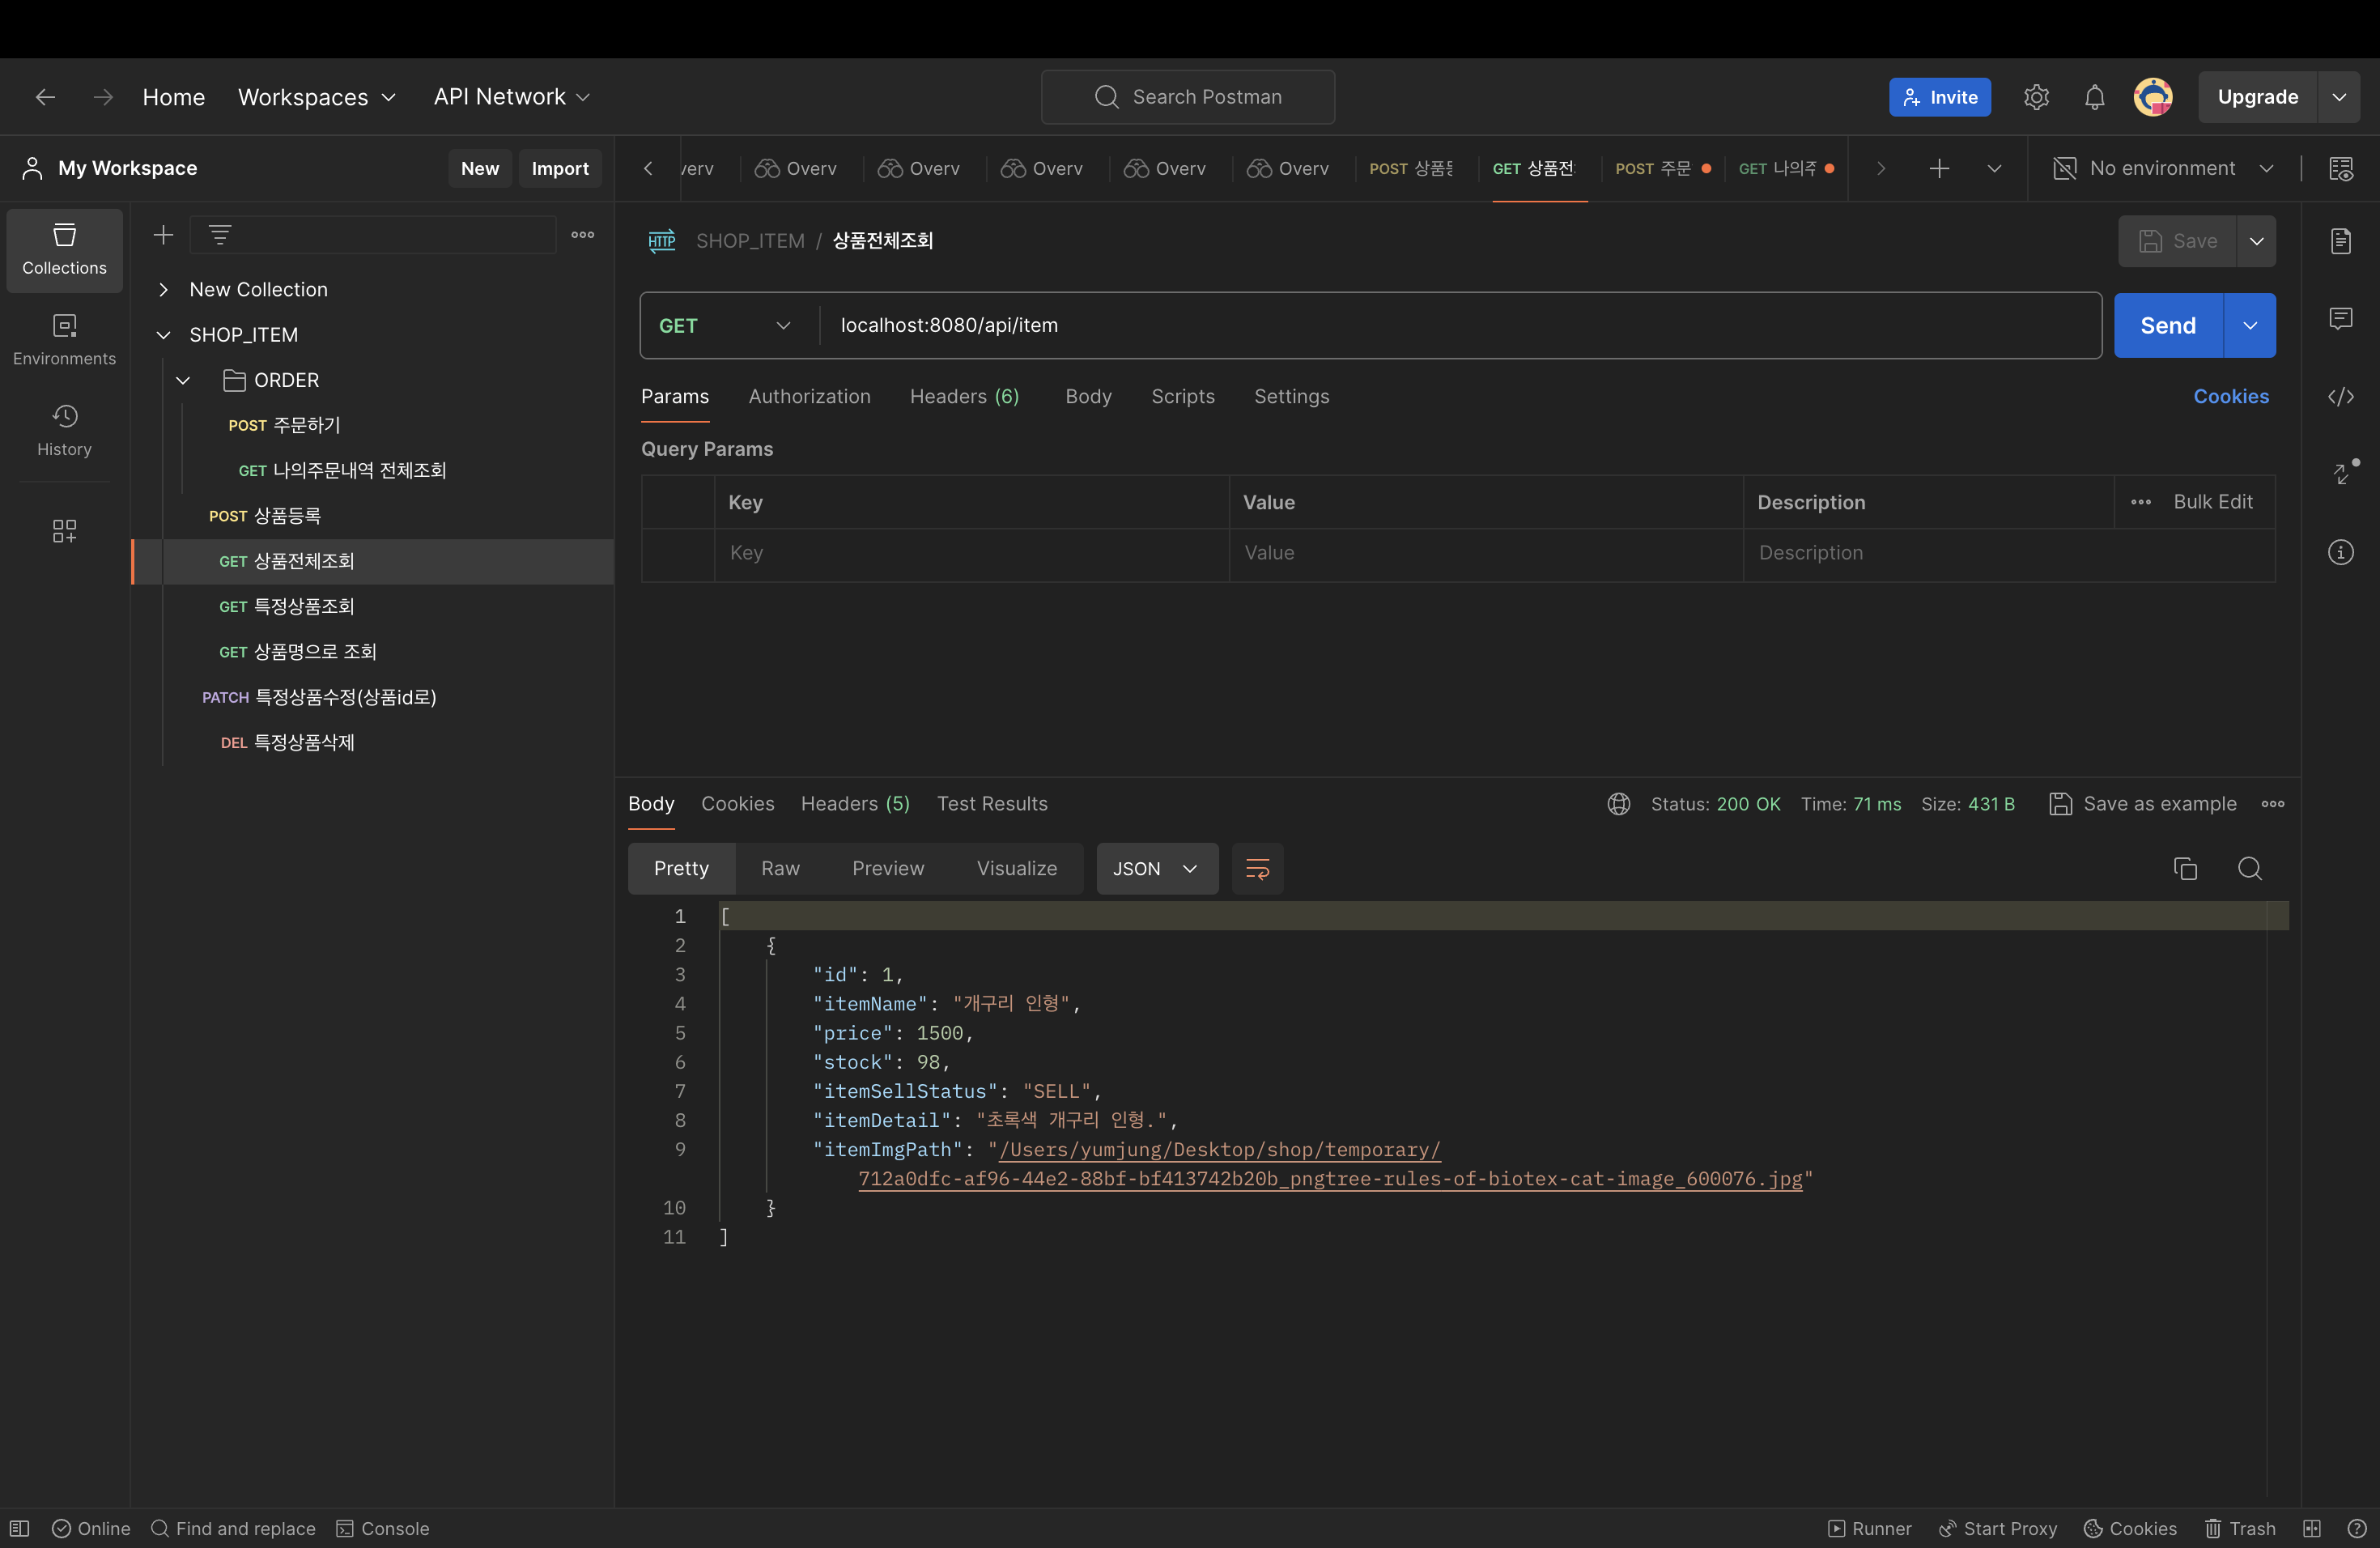 Home Workspaces API Network Search Postman Invite Upgrade
My Workspace New Import
verv Overv Overv Overv Overv Overv POST 상품등 GET 상품전 POST 주문 GET 나의주 No environment
Collections
Environments
History
New Collection
SHOP_ITEM
ORDER
POST 주문하기
GET 나의주문내역 전체조회
POST 상품등록
GET 상품전체조회
GET 특정상품조회
GET 상품명으로 조회
PATCH 특정상품수정(상품id로)
DEL 특정상품삭제
HTTP SHOP_ITEM / 상품전체조회 Save
GET localhost:8080/api/item Send
Params Authorization Headers (6) Body Scripts Settings Cookies
Query Params
Key Value Description Bulk Edit
Key Value Description
Body Cookies Headers (5) Test Results Status: 200 OK Time: 71 ms Size: 431 B Save as example
Pretty Raw Preview Visualize JSON
1 [
2 {
3 "id": 1,
4 "itemName": "개구리 인형",
5 "price": 1500,
6 "stock": 98,
7 "itemSellStatus": "SELL",
8 "itemDetail": "초록색 개구리 인형.",
9 "itemImgPath": "/Users/yumjung/Desktop/shop/temporary/
712a0dfc-af96-44e2-88bf-bf413742b20b_pngtree-rules-of-biotex-cat-image_600076.jpg"
10 }
11 ]
Online Find and replace Console Runner Start Proxy Cookies Trash